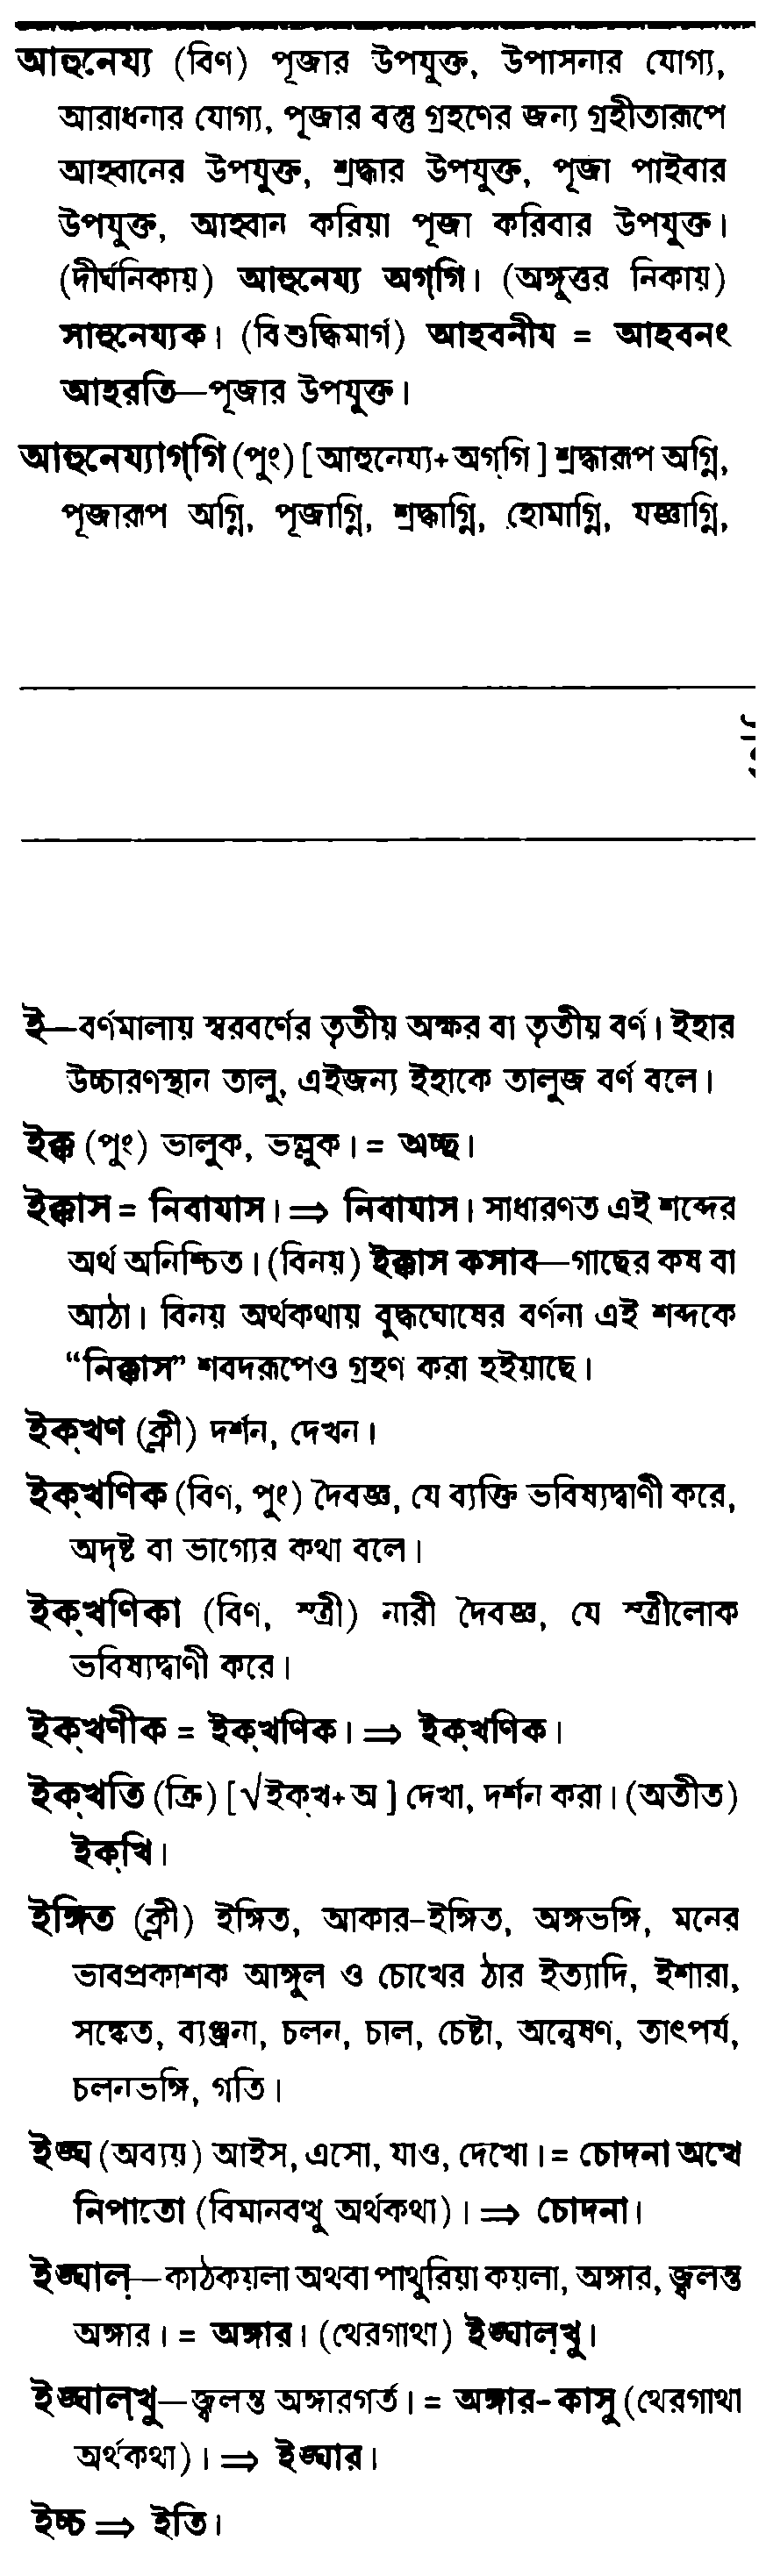 আহুনেয্য (বিণ) পূজার উপযুক্ত, উপাসনার যোগ্য,
আরাধনার যোগ্য, পূজার বস্তু গ্রহণের জন্য গ্রহীতারূপে
আহ্বানের উপযুক্ত, শ্রদ্ধার উপযুক্ত, পূজা পাইবার
উপযুক্ত, আহ্বান করিয়া পূজা করিবার উপযুক্ত।
(দীর্ঘনিকায়) আহুনেয্য অগ্‌গি। (অঙ্গুত্তর নিকায়)
সাহুনেয্যক। (বিশুদ্ধিমার্গ) আহবনীয = আহবনং
আহরতি—পূজার উপযুক্ত।
আহুনেয্যাগ্‌গি (পুং) [ আহুনেয্য+অগ্‌গি ] শ্রদ্ধারূপ অগ্নি,
পূজারূপ অগ্নি, পূজাগ্নি, শ্রদ্ধাগ্নি, হোমাগ্নি, যজ্ঞাগ্নি,
ই—বর্ণমালায় স্বরবর্ণের তৃতীয় অক্ষর বা তৃতীয় বর্ণ। ইহার
উচ্চারণস্থান তালু, এইজন্য ইহাকে তালুজ বর্ণ বলে।
ইক্ক (পুং) ভালুক, ভল্লুক। = অচ্ছ।
ইক্কাস = নিবাযাস। ⇒ নিবাযাস। সাধারণত এই শব্দের
অর্থ অনিশ্চিত। (বিনয়) ইক্কাস কসাব—গাছের কষ বা
আঠা। বিনয় অর্থকথায় বুদ্ধঘোষের বর্ণনা এই শব্দকে
“নিক্কাস” শবদরূপেও গ্রহণ করা হইয়াছে।
ইক্‌খণ (ক্লী) দর্শন, দেখন।
ইক্‌খণিক (বিণ, পুং) দৈবজ্ঞ, যে ব্যক্তি ভবিষ্যদ্বাণী করে,
অদৃষ্ট বা ভাগ্যের কথা বলে।
ইক্‌খণিকা (বিণ, স্ত্রী) নারী দৈবজ্ঞ, যে স্ত্রীলোক
ভবিষ্যদ্বাণী করে।
ইক্‌খণীক = ইক্‌খণিক। ⇒ ইক্‌খণিক।
ইক্‌খতি (ক্রি) [ √ইক্‌খ+অ ] দেখা, দর্শন করা। (অতীত)
ইক্‌খি।
ইঙ্গিত (ক্লী) ইঙ্গিত, আকার-ইঙ্গিত, অঙ্গভঙ্গি, মনের
ভাবপ্রকাশক আঙ্গুল ও চোখের ঠার ইত্যাদি, ইশারা,
সঙ্কেত, ব্যঞ্জনা, চলন, চাল, চেষ্টা, অন্বেষণ, তাৎপর্য,
চলনভঙ্গি, গতি।
ইঙ্ঘ (অব্যয়) আইস, এসো, যাও, দেখো। = চোদনা অত্থে
নিপাতো (বিমানবত্থু অর্থকথা)। ⇒ চোদনা।
ইঙ্ঘাল্—কাঠকয়লা অথবা পাথুরিয়া কয়লা, অঙ্গার, জ্বলন্ত
অঙ্গার। = অঙ্গার। (থেরগাথা) ইঙ্ঘাল্‌খু।
ইঙ্ঘাল্‌খু—জ্বলন্ত অঙ্গারগর্ত। = অঙ্গার-কাসু (থেরগাথা
অর্থকথা)। ⇒ ইঙ্ঘার।
ইচ্চ ⇒ ইতি।